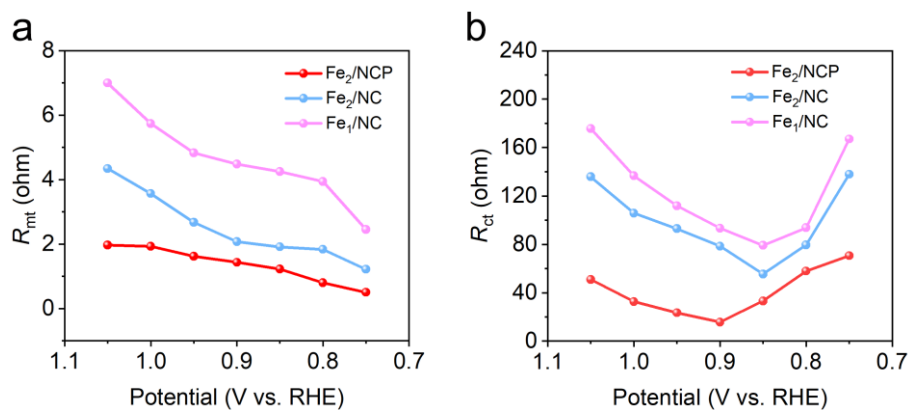 a
8
6
4
2
0
R_mt (ohm)
Fe₂/NCP
Fe₂/NC
Fe₁/NC
1.1 1.0 0.9 0.8 0.7
Potential (V vs. RHE)
b
240
200
160
120
80
40
0
R_ct (ohm)
Fe₂/NCP
Fe₂/NC
Fe₁/NC
1.1 1.0 0.9 0.8 0.7
Potential (V vs. RHE)